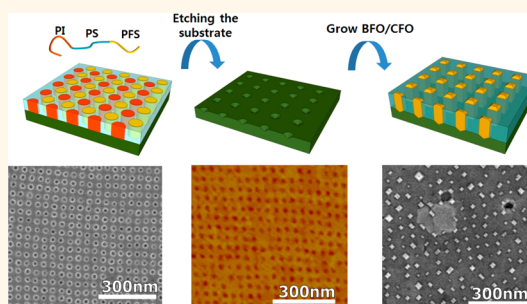 PI PS PFS
Etching the
substrate
Grow BFO/CFO
300nm
300nm
300nm